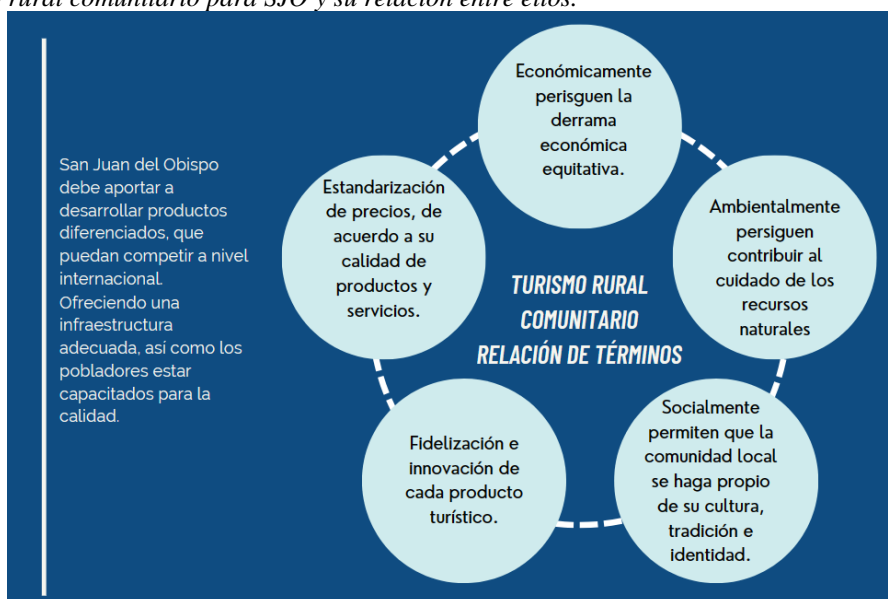 rural comunitario para SJO y su relación entre ellos.
San Juan del Obispo
debe aportar a
desarrollar productos
diferenciados, que
puedan competir a nivel
internacional.
Ofreciendo una
infraestructura
adecuada, asi como los
pobladores estar
capacitados para la
calidad.
Económicamente
perisguen la
derrama
económica
equitativa.
Ambientalmente
persiguen
contribuir al
cuidado de los
recursos
naturales
Socialmente
permiten que la
comunidad local
se haga propio
de su cultura,
tradición e
identidad.
Fidelización e
innovación de
cada producto
turístico.
Estandarización
de precios, de
acuerdo a su
calidad de
productos y
servicios.
TURISMO RURAL
COMUNITARIO
RELACIÓN DE TÉRMINOS